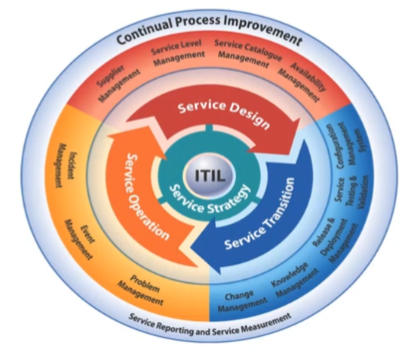 Continual Process Improvement
Supplier
Management
Service Level
Management
Service Catalogue
Management
Availability
Management
Service Design
Configuration
Management
System
Service
Testing &
Validation
Release &
Deployment
Management
Knowledge
Management
Change
Management
Service Transition
Problem
Management
Event
Management
Incident
Management
Service Operation
ITIL
Service Strategy
Service Reporting and Service Measurement